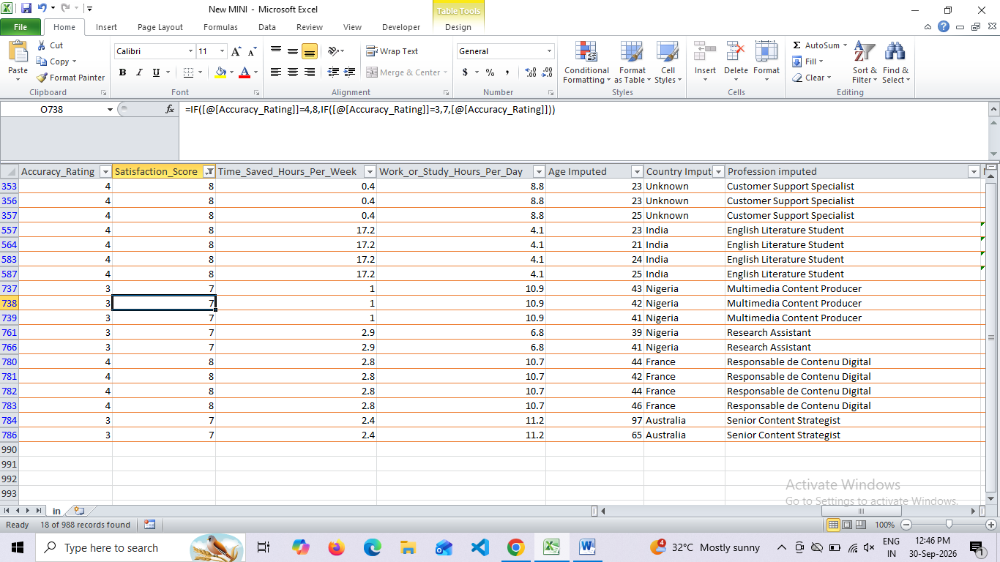 New MINI - Microsoft Excel
Table Tools
File Home Insert Page Layout Formulas Data Review View Developer Design
Paste
Cut
Copy
Format Painter
Clipboard
Calibri 11
B I U
Font
Wrap Text
Merge & Center
Alignment
General
$ % ,
Number
Conditional Formatting
Format as Table
Cell Styles
Styles
Insert Delete Format
Cells
AutoSum
Fill
Clear
Sort & Filter
Find & Select
Editing
O738 fx =IF([@[Accuracy_Rating]]=4,8,IF([@[Accuracy_Rating]]=3,7,[@[Accuracy_Rating]]))
Accuracy_Rating Satisfaction_Score Time_Saved_Hours_Per_Week Work_or_Study_Hours_Per_Day Age Imputed Country Imput Profession imputed
353 4 8 0.4 8.8 23 Unknown Customer Support Specialist
356 4 8 0.4 8.8 23 Unknown Customer Support Specialist
357 4 8 0.4 8.8 25 Unknown Customer Support Specialist
557 4 8 17.2 4.1 23 India English Literature Student
564 4 8 17.2 4.1 21 India English Literature Student
583 4 8 17.2 4.1 24 India English Literature Student
587 4 8 17.2 4.1 25 India English Literature Student
737 3 7 1 10.9 43 Nigeria Multimedia Content Producer
738 3 7 1 10.9 42 Nigeria Multimedia Content Producer
739 3 7 1 10.9 41 Nigeria Multimedia Content Producer
761 3 7 2.9 6.8 39 Nigeria Research Assistant
766 3 7 2.9 6.8 41 Nigeria Research Assistant
780 4 8 2.8 10.7 44 France Responsable de Contenu Digital
781 4 8 2.8 10.7 42 France Responsable de Contenu Digital
782 4 8 2.8 10.7 44 France Responsable de Contenu Digital
783 4 8 2.8 10.7 46 France Responsable de Contenu Digital
784 3 7 2.4 11.2 97 Australia Senior Content Strategist
786 3 7 2.4 11.2 65 Australia Senior Content Strategist
990
991
992
993
Activate Windows
Go to Settings to activate Windows.
in
Ready 18 of 988 records found 100%
Type here to search
4 32°C Mostly sunny
ENG
IN
12:46 PM
30-Sep-2026
1